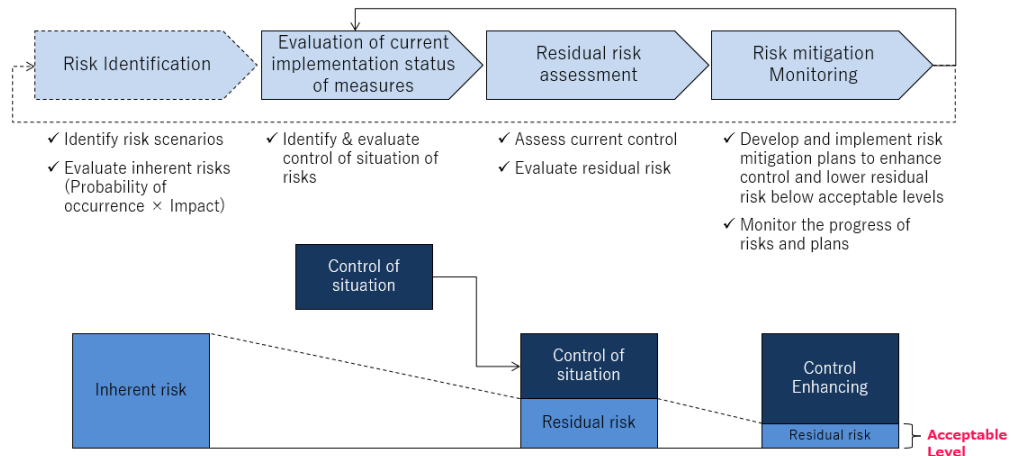 Risk Identification
Evaluation of current
implementation status
of measures
Residual risk
assessment
Risk mitigation
Monitoring
✓ Identify risk scenarios
✓ Evaluate inherent risks
(Probability of
occurrence × Impact)
✓ Identify & evaluate
control of situation of
risks
✓ Assess current control
✓ Evaluate residual risk
✓ Develop and implement risk
mitigation plans to enhance
control and lower residual
risk below acceptable levels
✓ Monitor the progress of
risks and plans
Control of
situation
Inherent risk
Control of
situation
Residual risk
Control
Enhancing
Residual risk
Acceptable
Level